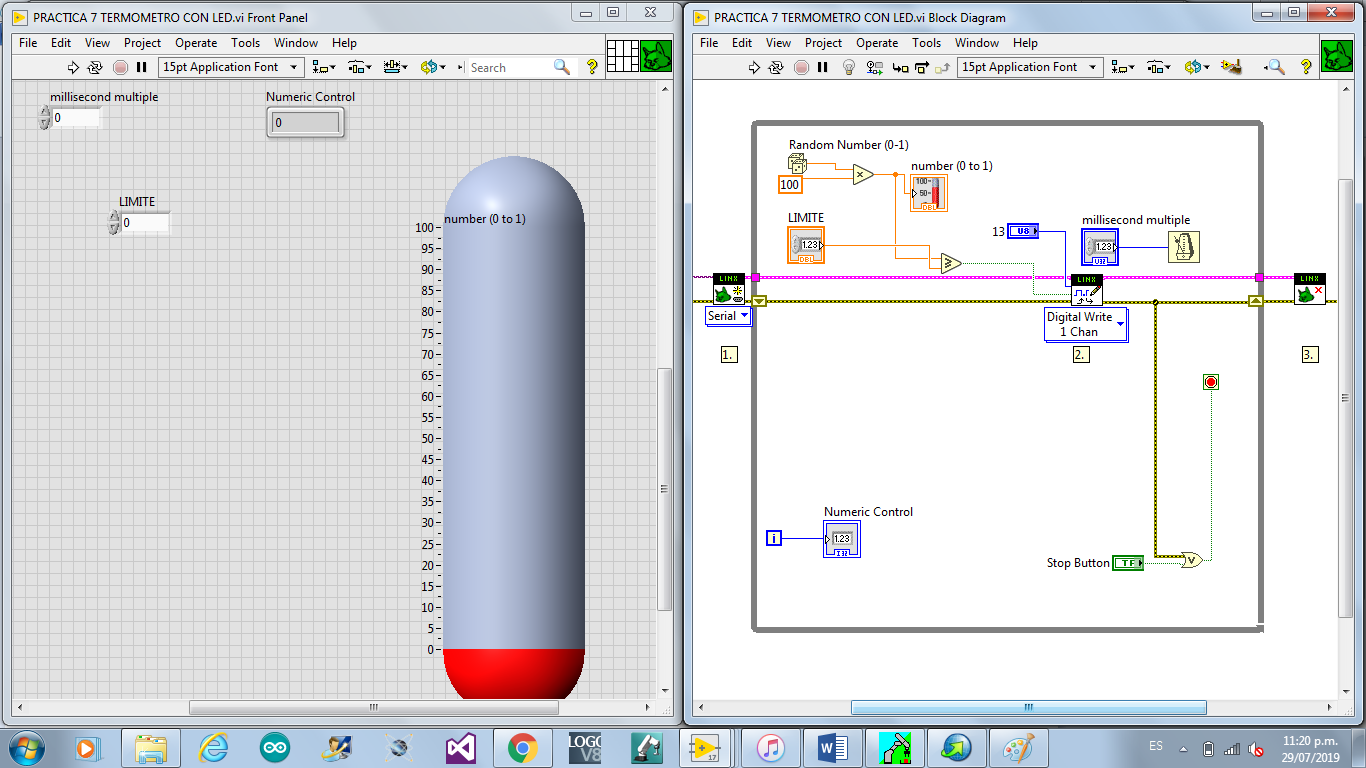 PRACTICA 7 TERMOMETRO CON LED.vi Front Panel
File Edit View Project Operate Tools Window Help
15pt Application Font
Search
millisecond multiple
0
Numeric Control
0
LIMITE
0
number (0 to 1)
100
95
90
85
80
75
70
65
60
55
50
45
40
35
30
25
20
15
10
5
0
PRACTICA 7 TERMOMETRO CON LED.vi Block Diagram
File Edit View Project Operate Tools Window Help
15pt Application Font
Random Number (0-1)
100
number (0 to 1)
100
50
DBL
LIMITE
1.23
DBL
13 U8
millisecond multiple
1.23
U32
LINX
LINX
LINX
Serial
Digital Write
1 Chan
1.
2.
3.
Numeric Control
i
1.23
I32
Stop Button TF
V
LOGO!
V8
17
ES
11:20 p.m.
29/07/2019